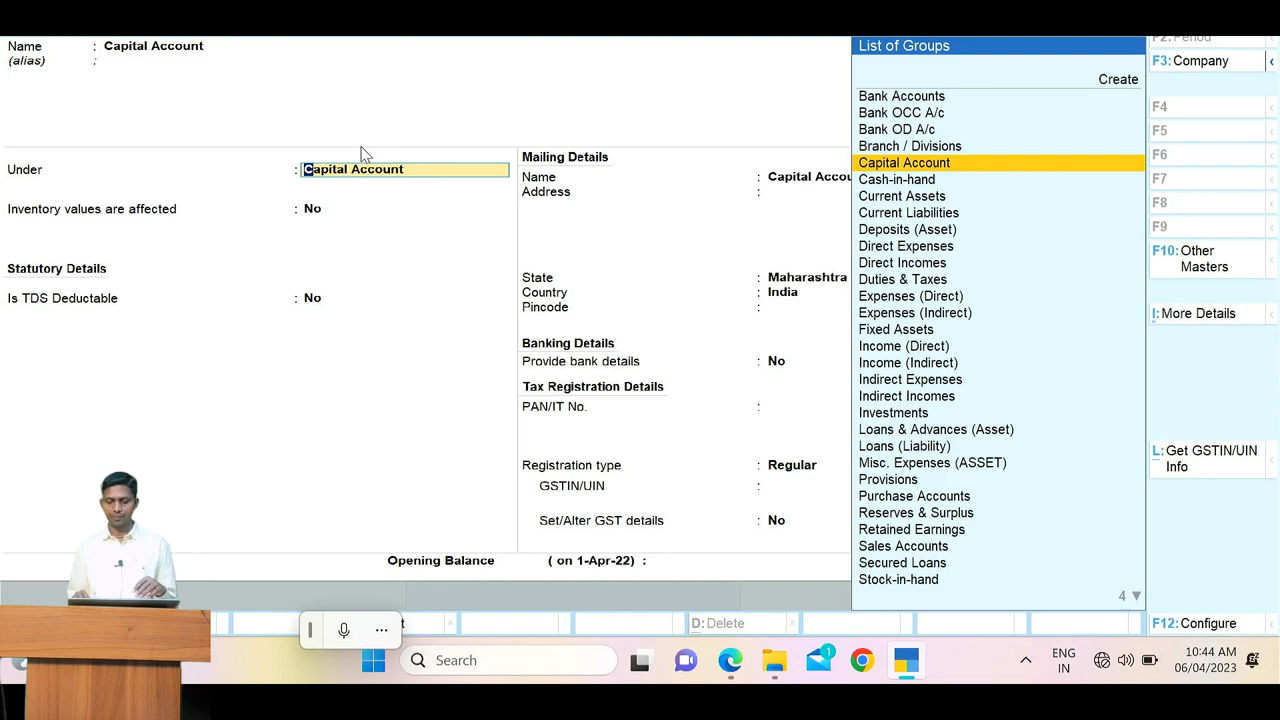 Name : Capital Account
(alias) :
Under : Capital Account
Inventory values are affected : No
Statutory Details
Is TDS Deductable : No
Mailing Details
Name : Capital Accou
Address :
State : Maharashtra
Country : India
Pincode :
Banking Details
Provide bank details : No
Tax Registration Details
PAN/IT No. :
Registration type : Regular
GSTIN/UIN :
Set/Alter GST details : No
Opening Balance ( on 1-Apr-22) :
List of Groups
Create
Bank Accounts
Bank OCC A/c
Bank OD A/c
Branch / Divisions
Capital Account
Cash-in-hand
Current Assets
Current Liabilities
Deposits (Asset)
Direct Expenses
Direct Incomes
Duties & Taxes
Expenses (Direct)
Expenses (Indirect)
Fixed Assets
Income (Direct)
Income (Indirect)
Indirect Expenses
Indirect Incomes
Investments
Loans & Advances (Asset)
Loans (Liability)
Misc. Expenses (ASSET)
Provisions
Purchase Accounts
Reserves & Surplus
Retained Earnings
Sales Accounts
Secured Loans
Stock-in-hand
4 ▼
F2: Period
F3: Company
F4
F5
F6
F7
F8
F9
F10: Other
Masters
I: More Details
L: Get GSTIN/UIN
Info
D: Delete
F12: Configure
Search
1
ENG
IN
10:44 AM
06/04/2023